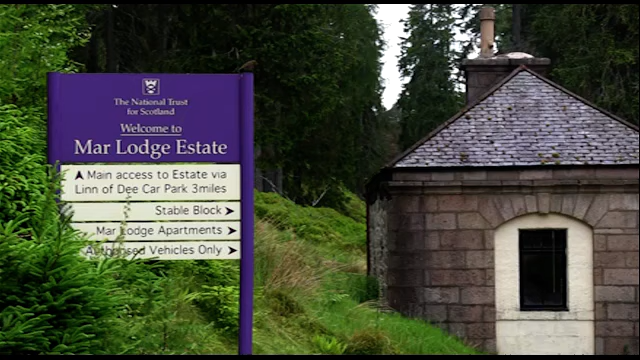 The National Trust
for Scotland
Welcome to
Mar Lodge Estate
Main access to Estate via
Linn of Dee Car Park 3miles
Stable Block
Mar Lodge Apartments
Authorised Vehicles Only